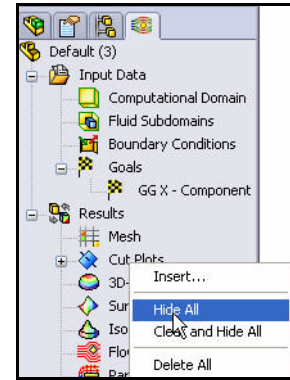 Default (3)
Input Data
Computational Domain
Fluid Subdomains
Boundary Conditions
Goals
GG X - Component
Results
Mesh
Cut Plots
3D-
Insert...
Sur
Hide All
Iso
Clear and Hide All
Flo
Delete All
Par